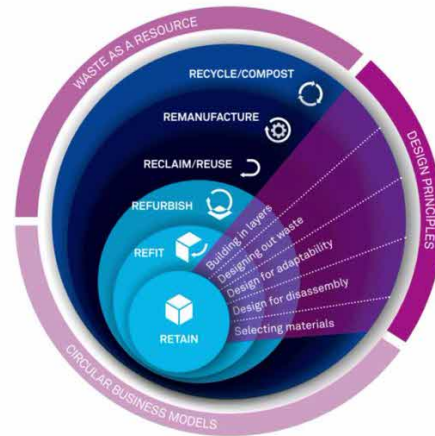 WASTE AS A RESOURCE
RECYCLE/COMPOST
REMANUFACTURE
RECLAIM/REUSE
REFURBISH
REFIT
RETAIN
Building in layers
Designing out waste
Design for adaptability
Design for disassembly
Selecting materials
DESIGN PRINCIPLES
CIRCULAR BUSINESS MODELS